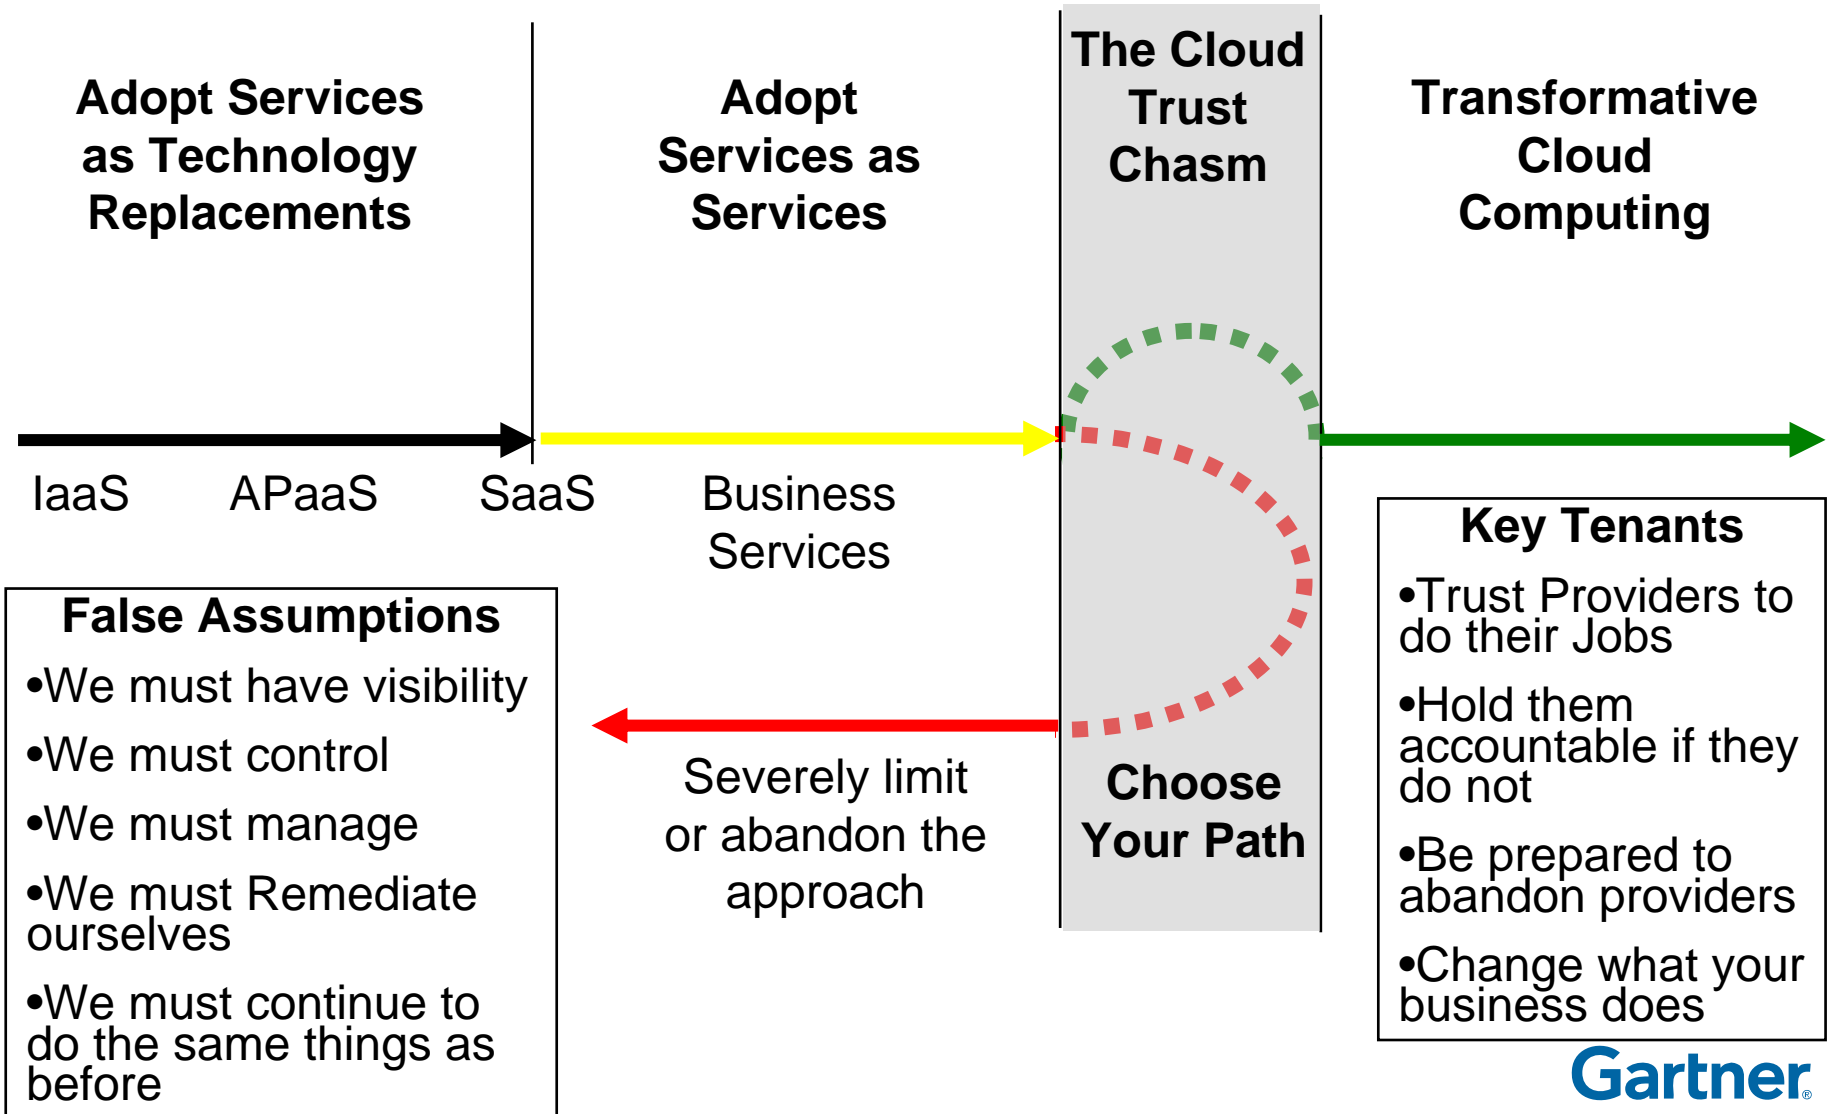 Adopt Services
as Technology
Replacements
Adopt
Services as
Services
The Cloud
Trust
Chasm
Transformative
Cloud
Computing
IaaS
APaaS
SaaS
Business
Services
False Assumptions
•We must have visibility
•We must control
•We must manage
•We must Remediate
ourselves
•We must continue to
do the same things as
before
Severely limit
or abandon the
approach
Choose
Your Path
Key Tenants
•Trust Providers to
do their Jobs
•Hold them
accountable if they
do not
•Be prepared to
abandon providers
•Change what your
business does
Gartner®